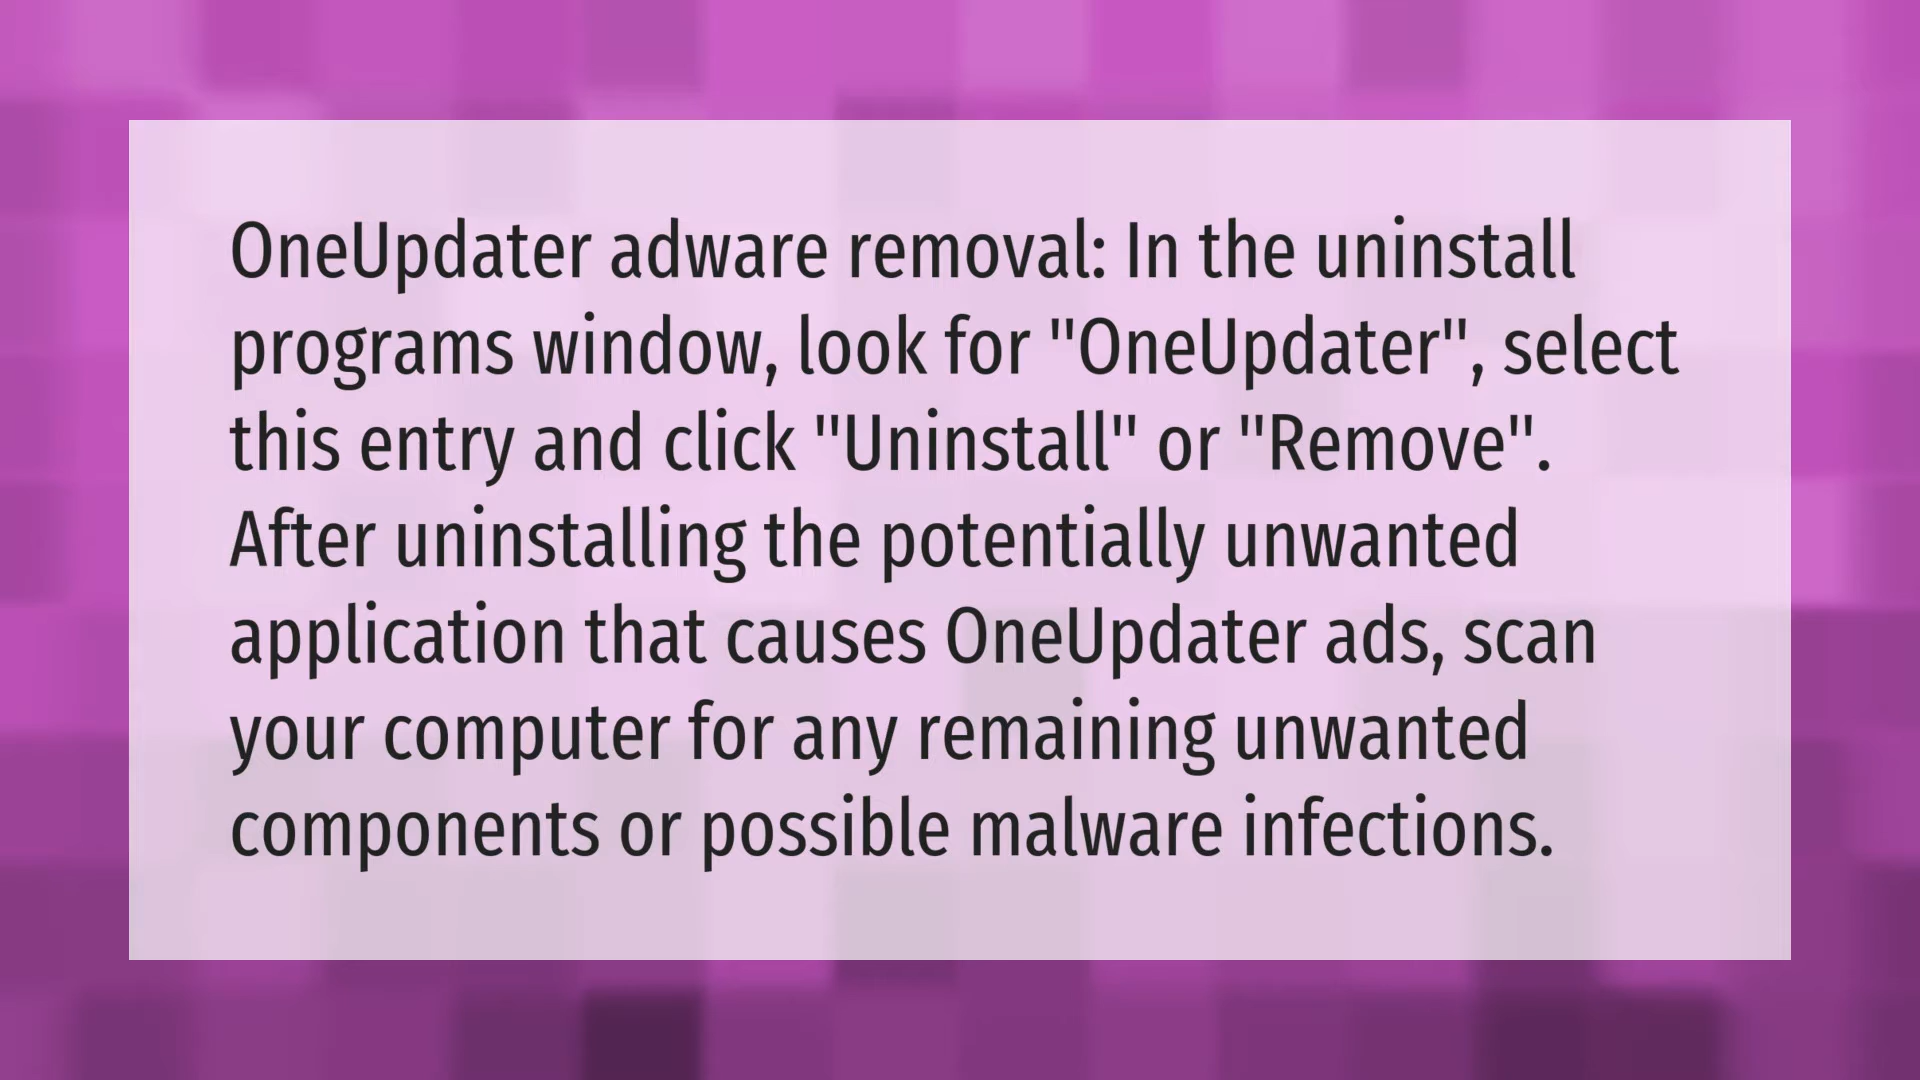 OneUpdater adware removal: In the uninstall
programs window, look for "OneUpdater", select
this entry and click "Uninstall" or "Remove".
After uninstalling the potentially unwanted
application that causes OneUpdater ads, scan
your computer for any remaining unwanted
components or possible malware infections.